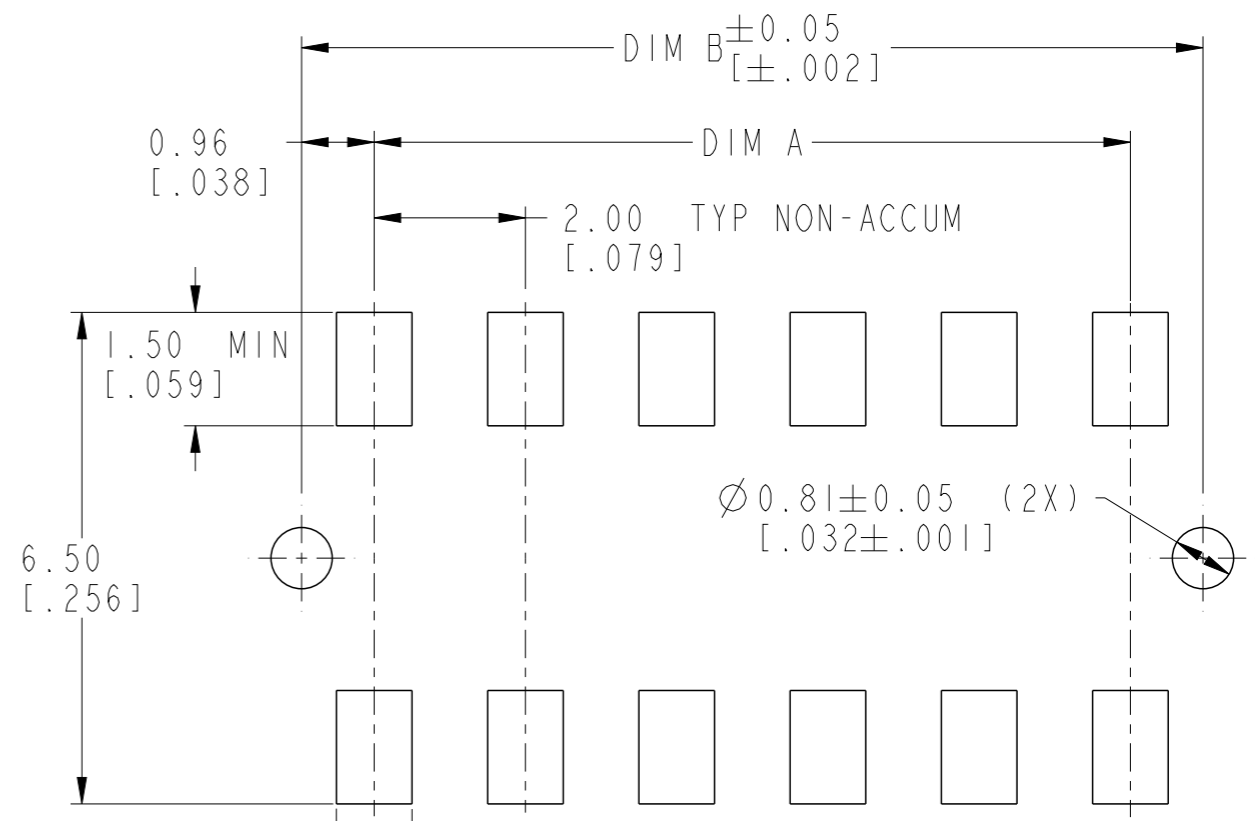 DIM B ±0.05
[±.002]
0.96
[.038]
DIM A
2.00 TYP NON-ACCUM
[.079]
1.50 MIN
[.059]
Ø0.81±0.05 (2X)
[.032±.001]
6.50
[.256]